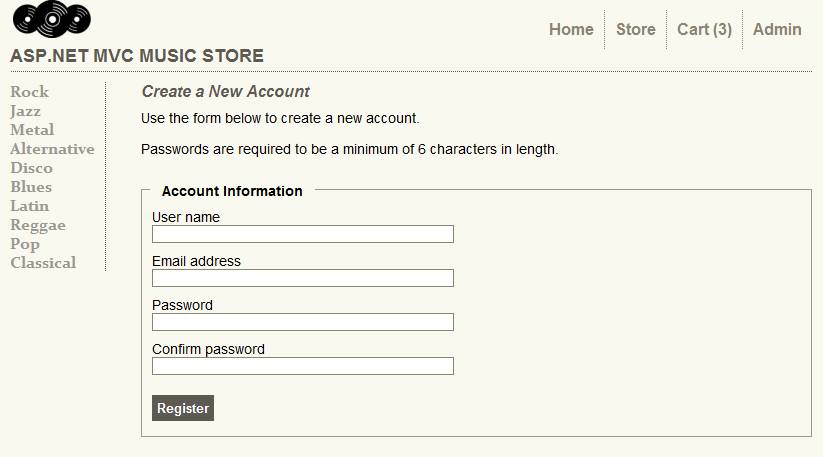 Home Store Cart (3) Admin
ASP.NET MVC MUSIC STORE
Rock
Jazz
Metal
Alternative
Disco
Blues
Latin
Reggae
Pop
Classical
Create a New Account
Use the form below to create a new account.
Passwords are required to be a minimum of 6 characters in length.
Account Information
User name
Email address
Password
Confirm password
Register